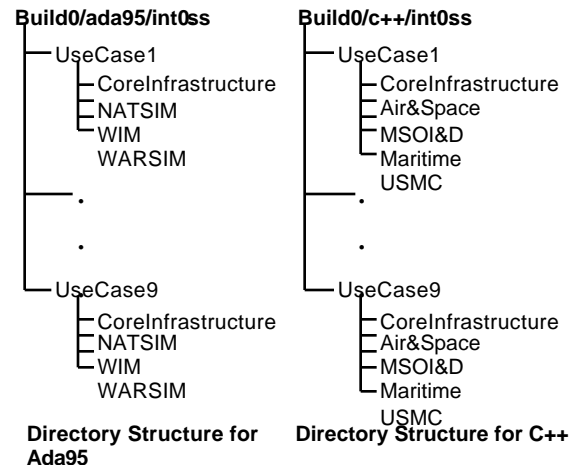 Build0/ada95/int0ss
UseCase1
CoreInfrastructure
NATSIM
WIM
WARSIM
.
.
UseCase9
CoreInfrastructure
NATSIM
WIM
WARSIM
Directory Structure for
Ada95
Build0/c++/int0ss
UseCase1
CoreInfrastructure
Air&Space
MSOI&D
Maritime
USMC
.
.
UseCase9
CoreInfrastructure
Air&Space
MSOI&D
Maritime
USMC
Directory Structure for C++